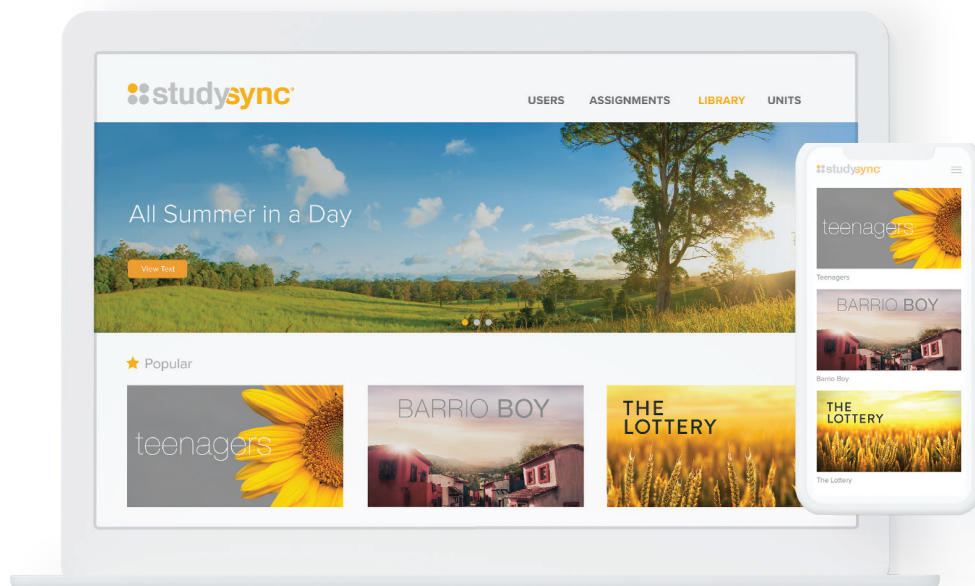 studysync
USERS ASSIGNMENTS LIBRARY UNITS
All Summer in a Day
View Text
Popular
teenagers
BARRIO BOY
THE
LOTTERY
studysync
teenagers
Teenagers
BARRIO BOY
Barrio Boy
THE
LOTTERY
The Lottery